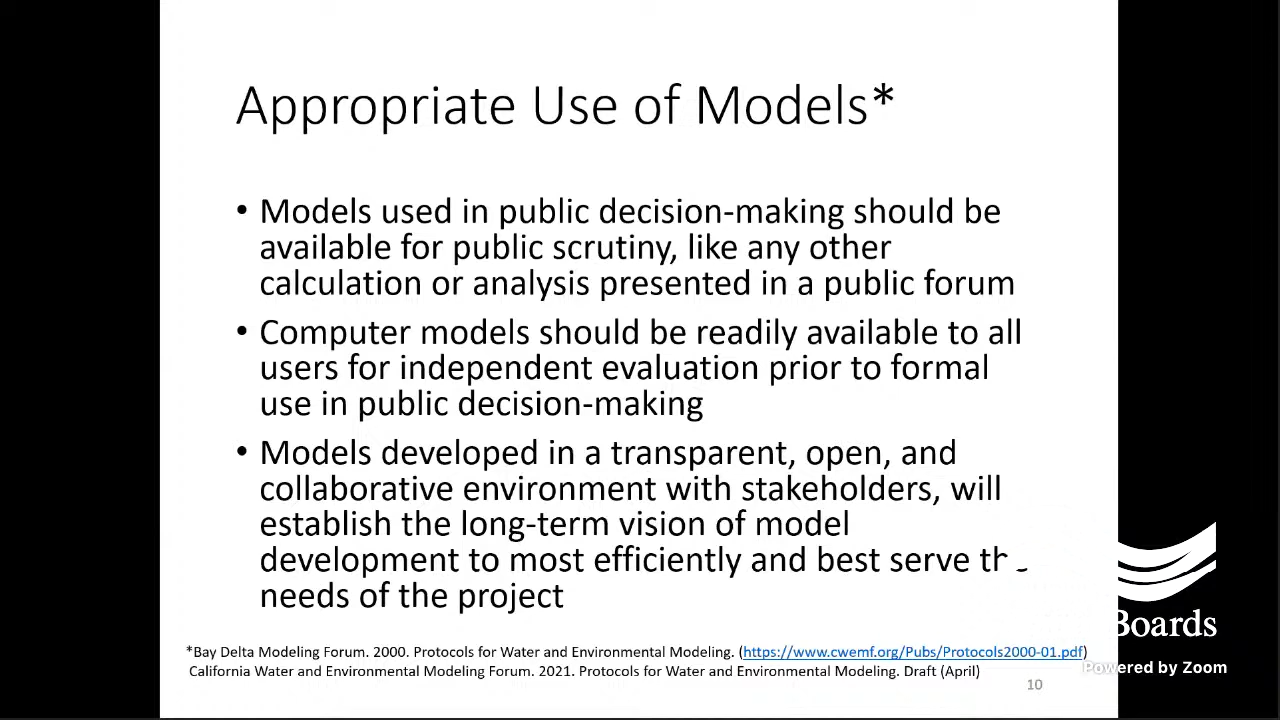 Appropriate Use of Models*
• Models used in public decision-making should be
available for public scrutiny, like any other
calculation or analysis presented in a public forum
• Computer models should be readily available to all
users for independent evaluation prior to formal
use in public decision-making
• Models developed in a transparent, open, and
collaborative environment with stakeholders, will
establish the long-term vision of model
development to most efficiently and best serve the
needs of the project
*Bay Delta Modeling Forum. 2000. Protocols for Water and Environmental Modeling. (https://www.cwemf.org/Pubs/Protocols2000-01.pdf)
California Water and Environmental Modeling Forum. 2021. Protocols for Water and Environmental Modeling. Draft (April)
10
Boards
Powered by Zoom